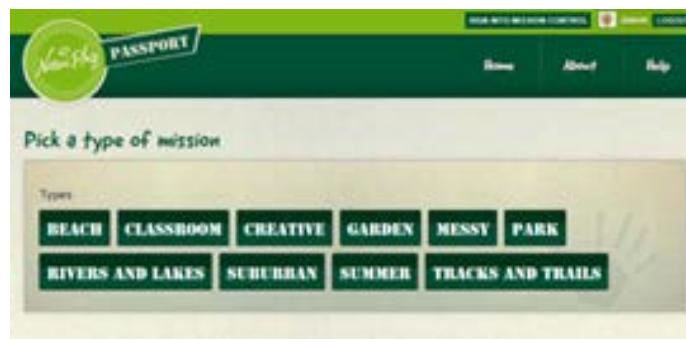 PASSPORT
Home About Help
Pick a type of mission
Types
BEACH CLASSROOM CREATIVE GARDEN MESSY PARK
RIVERS AND LAKES SUBURBAN SUMMER TRACKS AND TRAILS